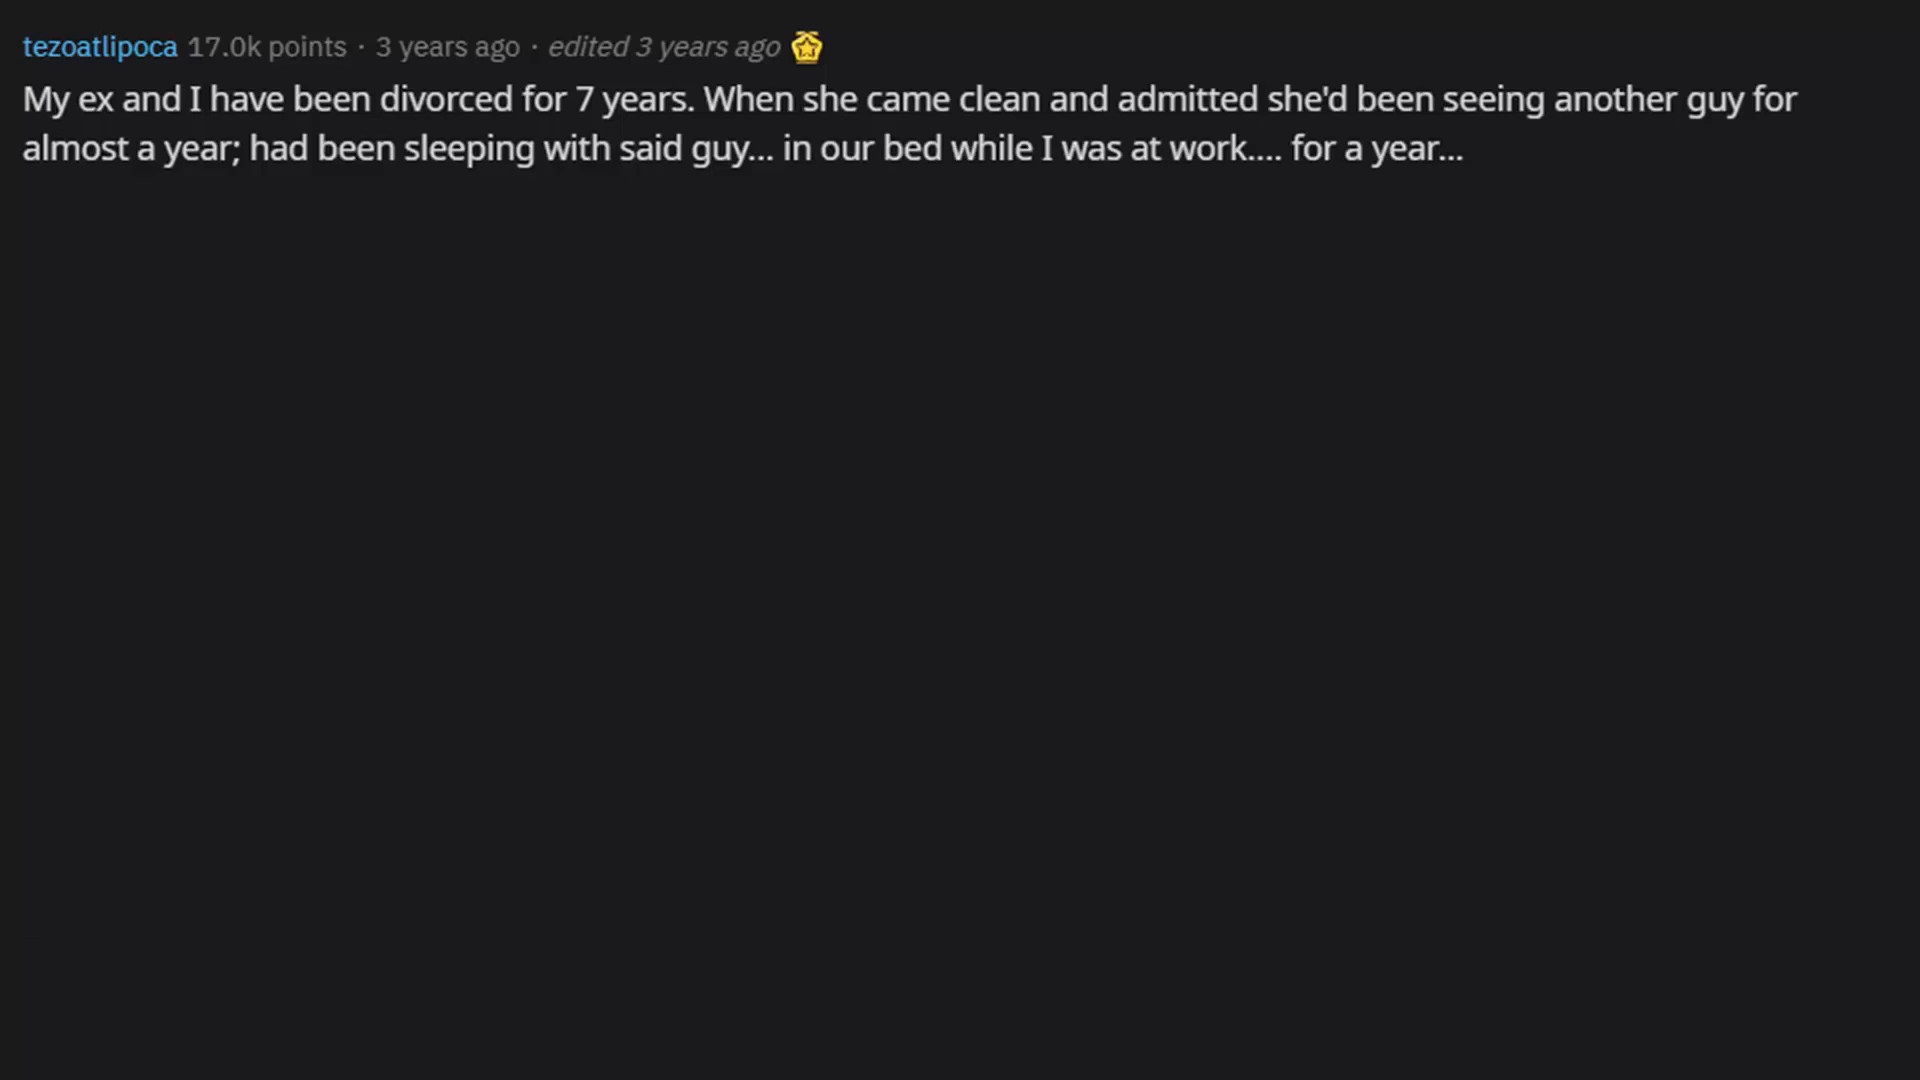 tezoatlipoca 17.0k points · 3 years ago · edited 3 years ago
My ex and I have been divorced for 7 years. When she came clean and admitted she'd been seeing another guy for
almost a year; had been sleeping with said guy... in our bed while I was at work.... for a year...